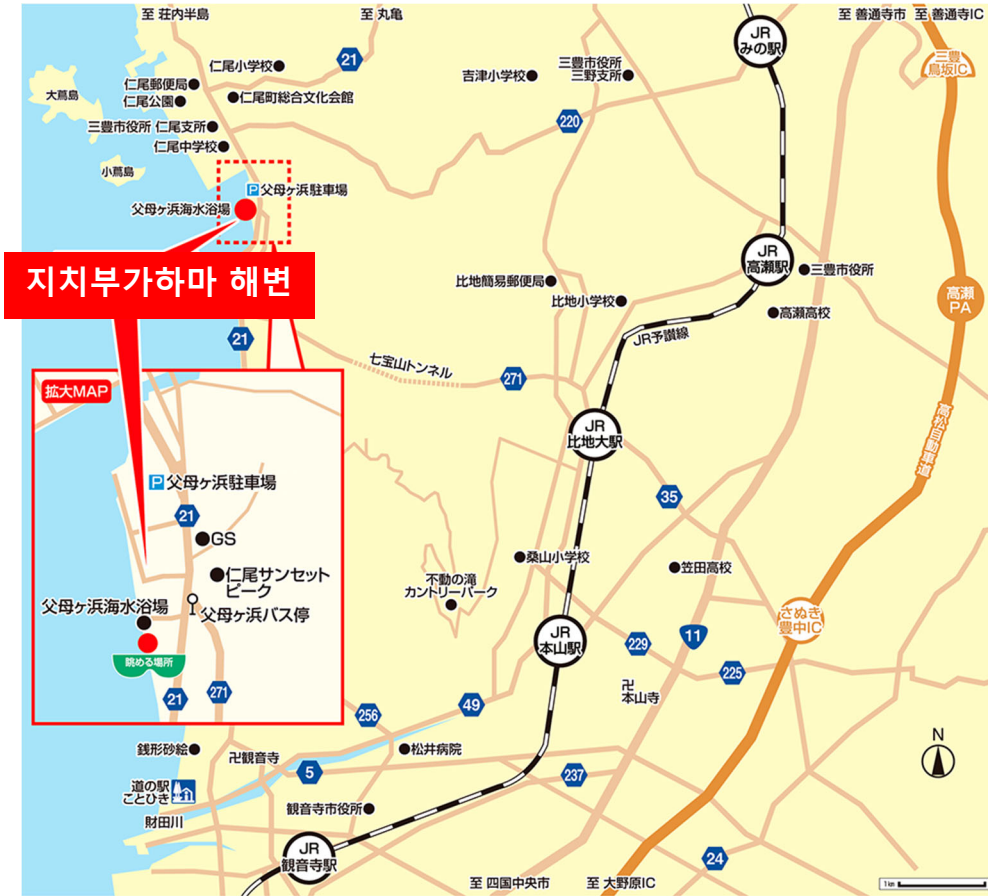 至 荘内半島
至 丸亀
至 善通寺市
至 善通寺IC
JR
みの駅
三豊
鳥坂IC
仁尾小学校
21
吉津小学校
三豊市役所
三野支所
仁尾郵便局
仁尾公園
仁尾町総合文化会館
大蔦島
220
三豊市役所 仁尾支所
仁尾中学校
小蔦島
P 父母ヶ浜駐車場
父母ヶ浜海水浴場
지치부가하마 해변
JR
高瀬駅
三豊市役所
比地簡易郵便局
比地小学校
高瀬高校
高瀬
PA
21
JR予讃線
七宝山トンネル
271
拡大MAP
高松自動車道
JR
比地大駅
P 父母ヶ浜駐車場
21
GS
35
仁尾サンセット
ピーク
父母ヶ浜海水浴場
父母ヶ浜バス停
眺める場所
21
271
桑山小学校
笠田高校
不動の滝
カントリーパーク
さぬき
豊中IC
JR
本山駅
229
11
225
卍
本山寺
49
256
銭形砂絵
卍観音寺
松井病院
5
237
道の駅
ことひき
財田川
観音寺市役所
N
JR
観音寺駅
24
至 四国中央市
至 大野原IC
1km